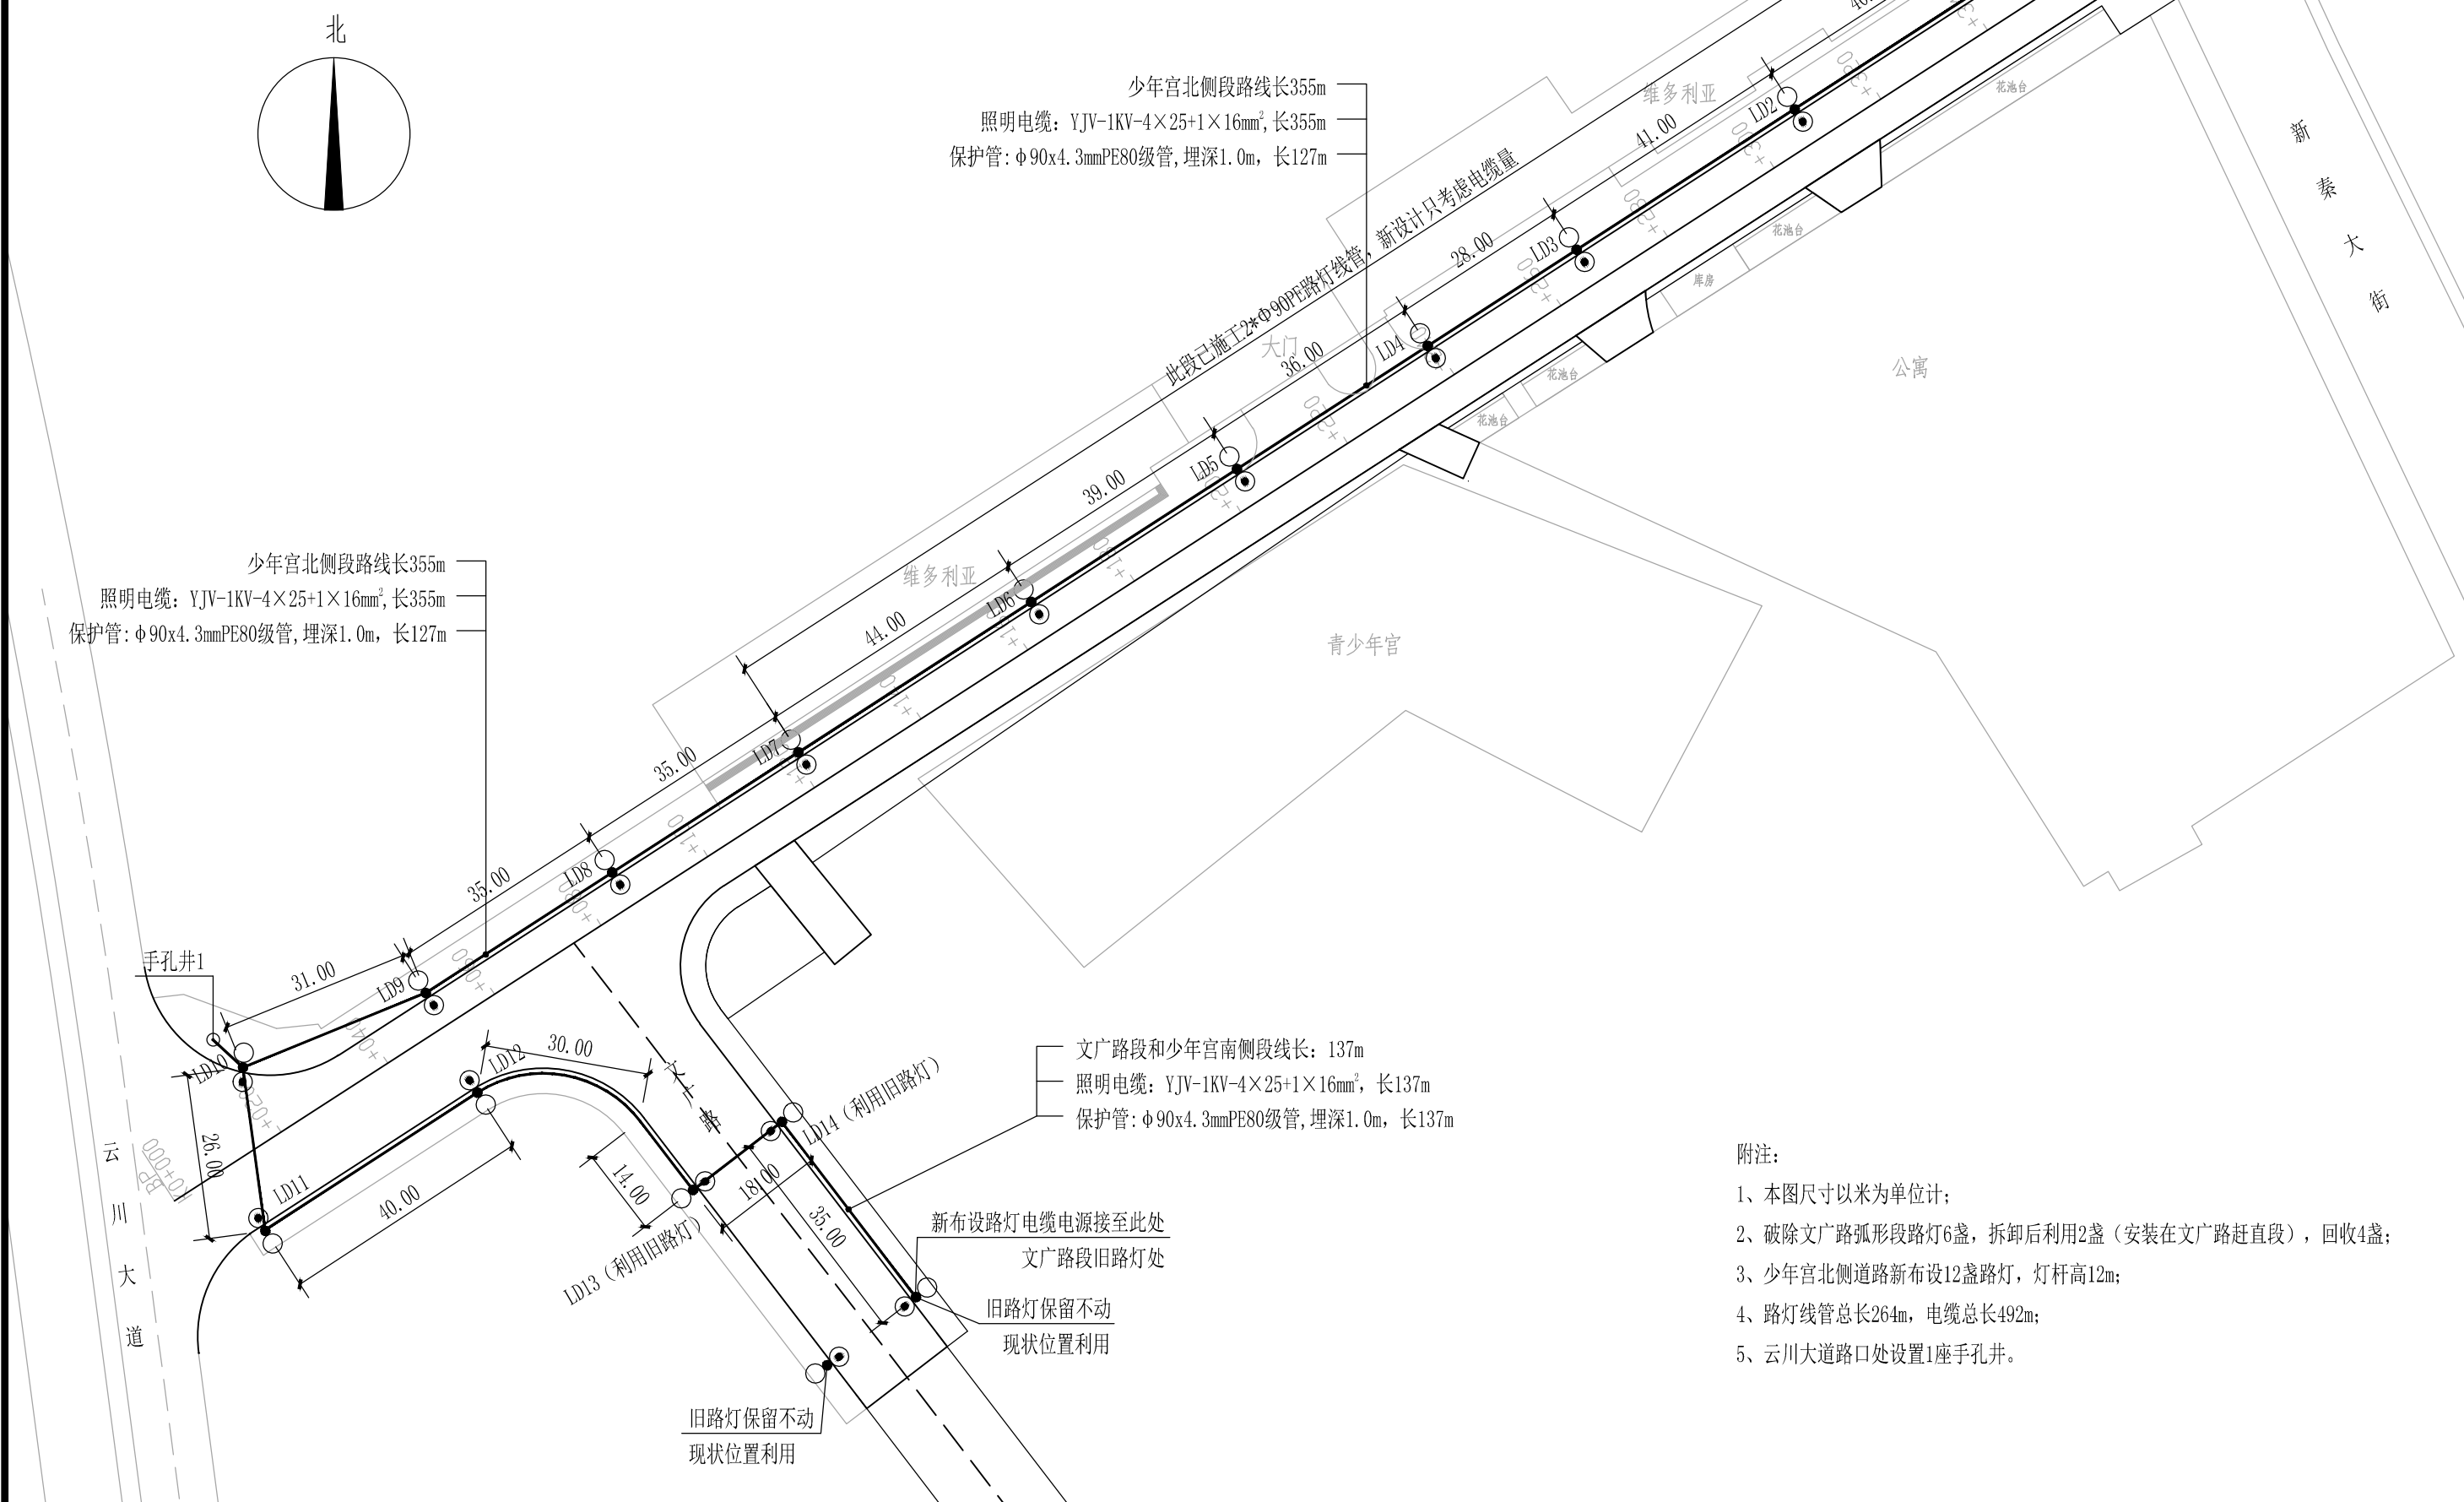 北
少年宫北侧段路线长355m
照明电缆：YJV-1KV-4×25+1×16mm²,长355m
保护管:φ90x4.3mmPE80级管,埋深1.0m，长127m
此段已施工2*Φ90PE路灯线管，新设计只考虑电缆量
维多利亚
花池台
LD2
41.00
LD3
28.00
花池台
库房
新秦大街
大门
36.00
LD4
花池台
公寓
花池台
LD5
39.00
少年宫北侧段路线长355m
照明电缆：YJV-1KV-4×25+1×16mm²,长355m
保护管:φ90x4.3mmPE80级管,埋深1.0m，长127m
维多利亚
LD6
44.00
青少年宫
LD7
35.00
LD8
35.00
手孔井1
31.00
LD9
LD10
LD12
30.00
文广路
26.00
LD11
40.00
14.00
18.00
35.00
LD14（利用旧路灯）
LD13（利用旧路灯）
云川大道
K0+000
BP
文广路段和少年宫南侧段线长：137m
照明电缆：YJV-1KV-4×25+1×16mm²，长137m
保护管:φ90x4.3mmPE80级管,埋深1.0m，长137m
新布设路灯电缆电源接至此处
文广路段旧路灯处
旧路灯保留不动
现状位置利用
旧路灯保留不动
现状位置利用
附注：
1、本图尺寸以米为单位计；
2、破除文广路弧形段路灯6盏，拆卸后利用2盏（安装在文广路赶直段），回收4盏；
3、少年宫北侧道路新布设12盏路灯，灯杆高12m；
4、路灯线管总长264m，电缆总长492m；
5、云川大道路口处设置1座手孔井。